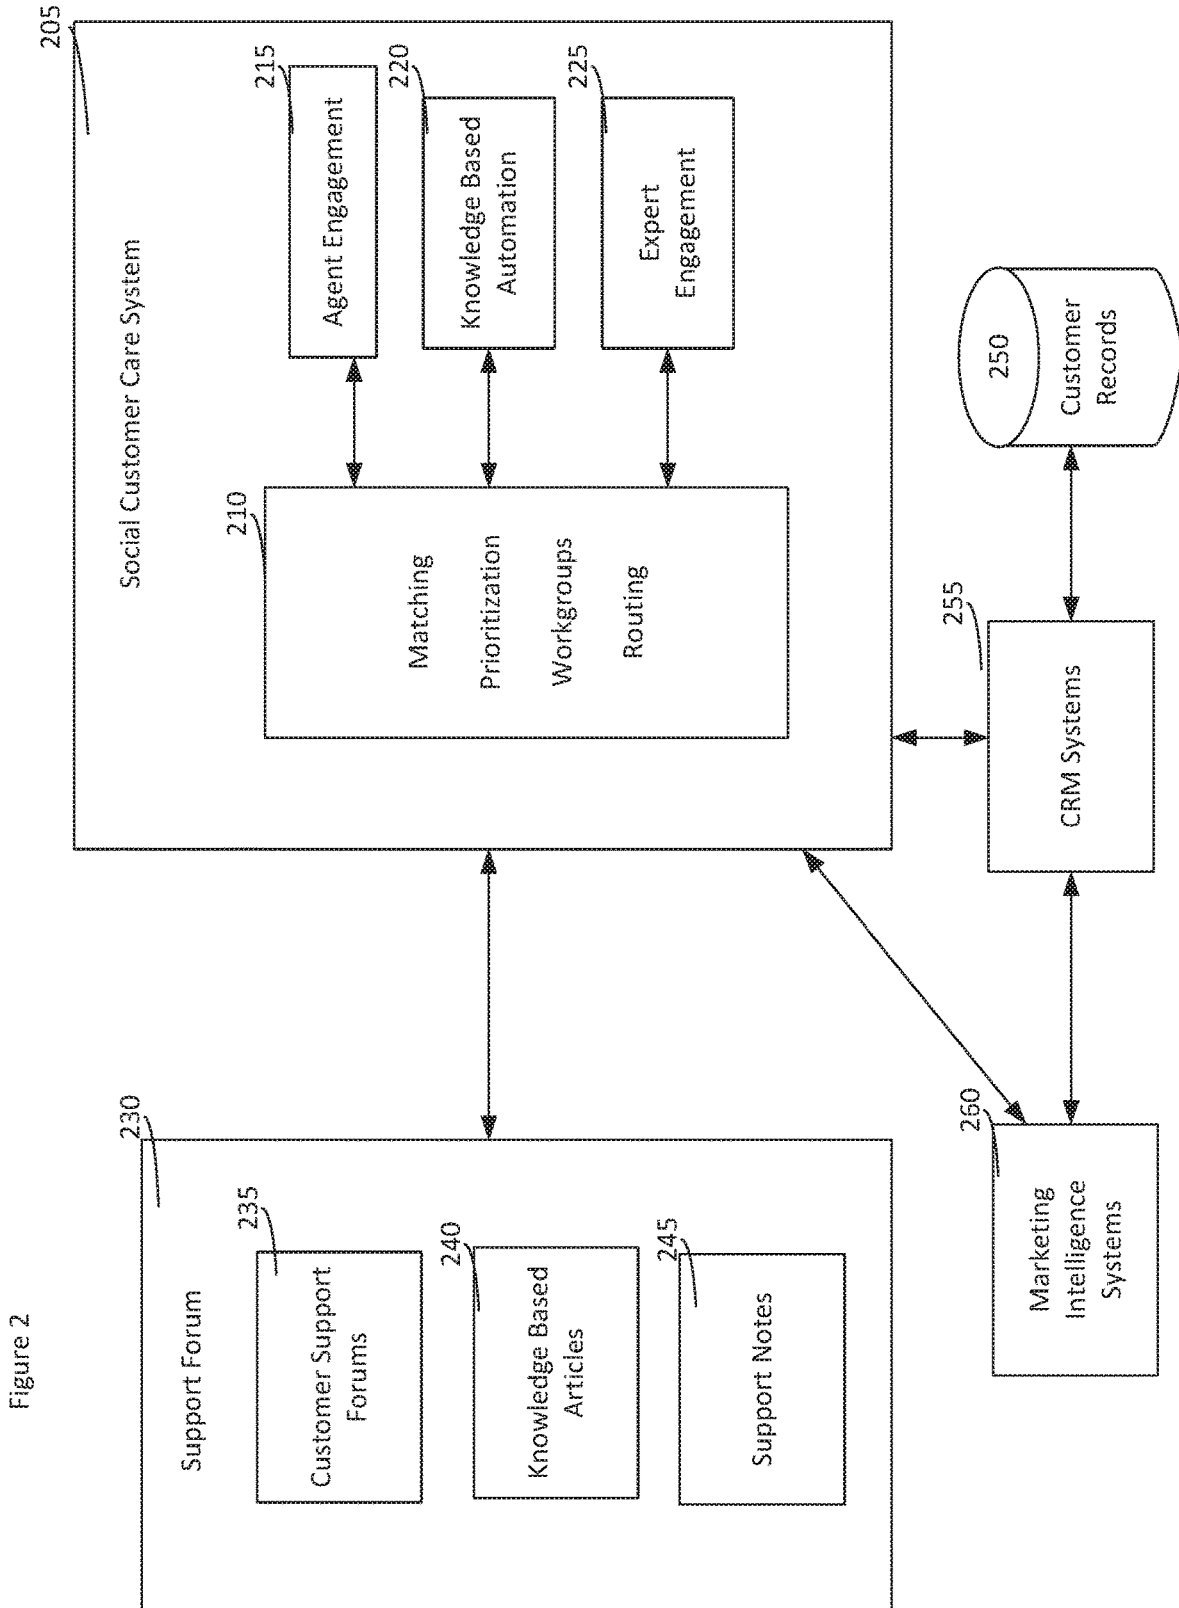 Figure 2
Support Forum
230
Customer Support
Forums
235
Knowledge Based
Articles
240
Support Notes
245
Social Customer Care System
205
Matching
Prioritization
Workgroups
Routing
210
Agent Engagement
215
Knowledge Based
Automation
220
Expert
Engagement
225
Marketing
Intelligence
Systems
260
CRM Systems
255
250
Customer
Records